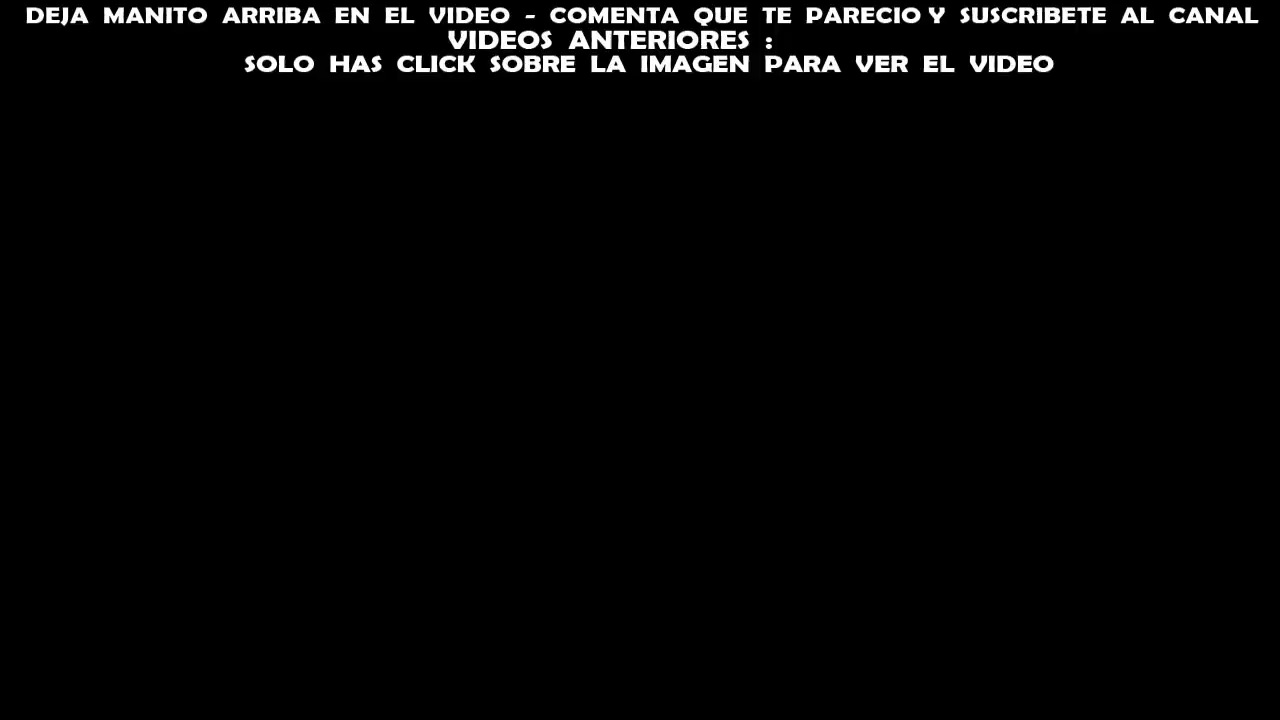 DEJA MANITO ARRIBA EN EL VIDEO - COMENTA QUE TE PARECIO Y SUSCRIBETE AL CANAL
VIDEOS ANTERIORES :
SOLO HAS CLICK SOBRE LA IMAGEN PARA VER EL VIDEO